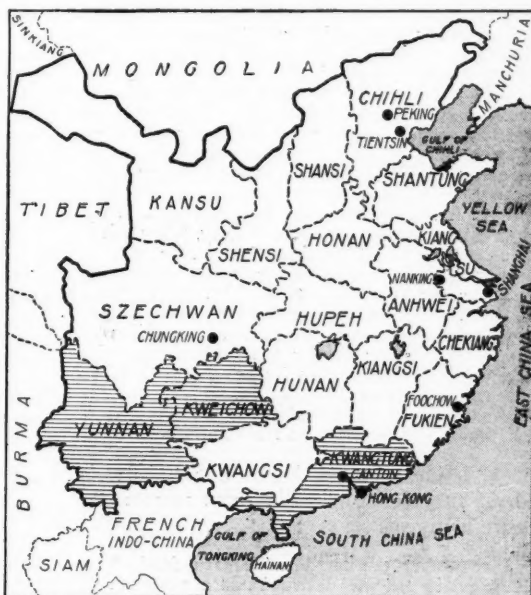 SINKIANG
MONGOLIA
MANCHURIA
CHIHLI
PEKING
TIENTSIN
GULF OF
CHIHLI
SHANSI
SHANTUNG
TIBET
KANSU
YELLOW
SEA
SHENSI
HONAN
KIANG
SU
NANKING
SHANGHAI
ANHWEI
SZECHWAN
HUPEH
CHUNGKING
CHEKIANG
EAST CHINA SEA
HUNAN
KIANGSI
KWEICHOW
FOOCHOW
FUKIEN
YUNNAN
BURMA
KWANGTUNG
CANTON
KWANGSI
HONG KONG
FRENCH
INDO-CHINA
GULF OF
TONGKING
SOUTH CHINA SEA
SIAM
HAINAN